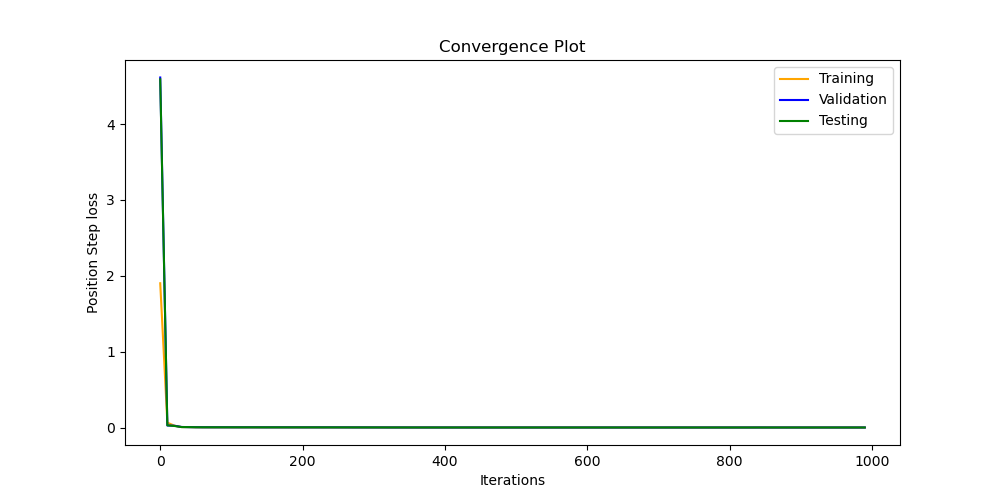 Convergence Plot
Training
Validation
Testing
Position Step loss
4
3
2
1
0
0 200 400 600 800 1000
Iterations